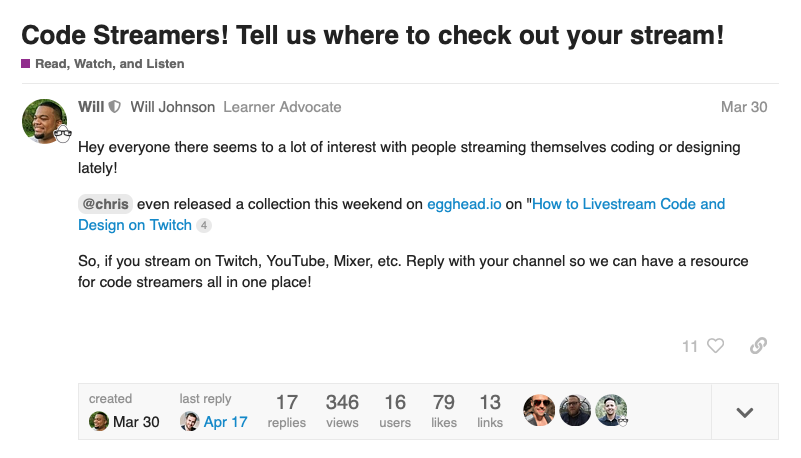 Code Streamers! Tell us where to check out your stream!
Read, Watch, and Listen
Will Will Johnson Learner Advocate Mar 30
Hey everyone there seems to a lot of interest with people streaming themselves coding or designing
lately!
@chris even released a collection this weekend on egghead.io on "How to Livestream Code and
Design on Twitch 4
So, if you stream on Twitch, YouTube, Mixer, etc. Reply with your channel so we can have a resource
for code streamers all in one place!
11
created last reply 17 346 16 79 13
Mar 30 Apr 17 replies views users likes links